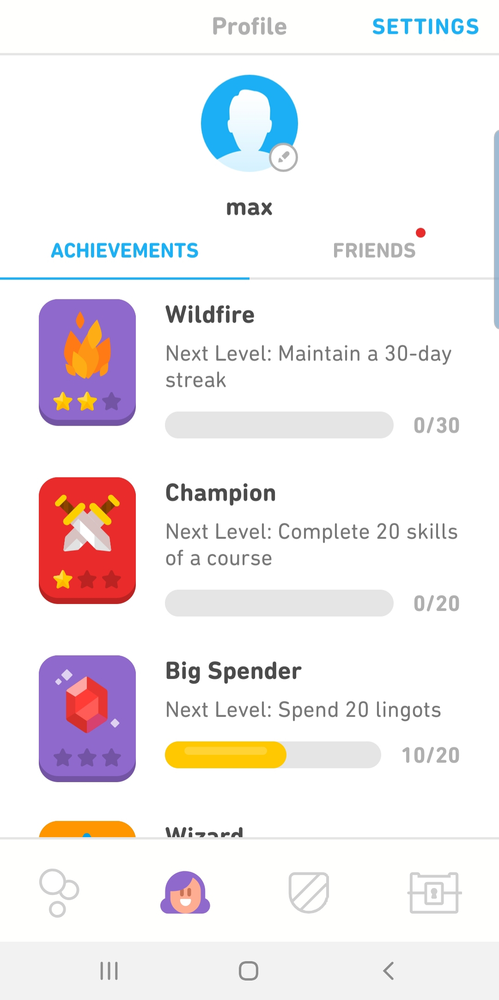 Profile
SETTINGS
max
ACHIEVEMENTS
FRIENDS
Wildfire
Next Level: Maintain a 30-day
streak
0/30
Champion
Next Level: Complete 20 skills
of a course
0/20
Big Spender
Next Level: Spend 20 lingots
10/20
Wizard